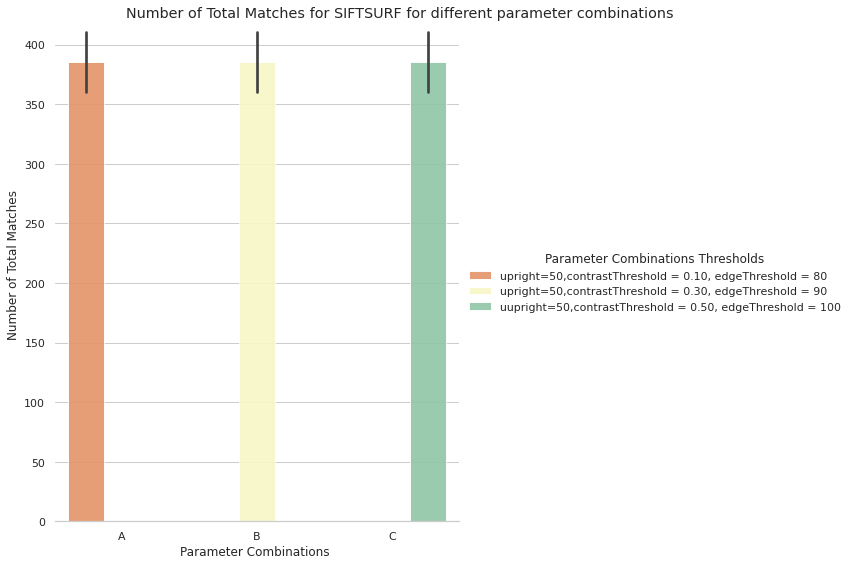 Number of Total Matches for SIFTSURF for different parameter combinations
400
350
300
250
200
150
100
50
0
Number of Total Matches
A
B
C
Parameter Combinations
Parameter Combinations Thresholds
upright=50,contrastThreshold = 0.10, edgeThreshold = 80
upright=50,contrastThreshold = 0.30, edgeThreshold = 90
uupright=50,contrastThreshold = 0.50, edgeThreshold = 100